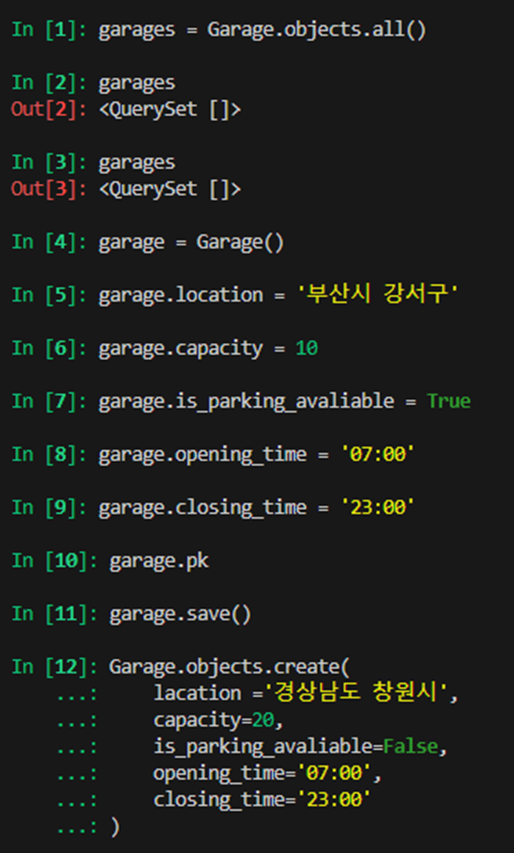 In [1]: garages = Garage.objects.all()
In [2]: garages
Out[2]: <QuerySet []>
In [3]: garages
Out[3]: <QuerySet []>
In [4]: garage = Garage()
In [5]: garage.location = '부산시 강서구'
In [6]: garage.capacity = 10
In [7]: garage.is_parking_avaliable = True
In [8]: garage.opening_time = '07:00'
In [9]: garage.closing_time = '23:00'
In [10]: garage.pk
In [11]: garage.save()
In [12]: Garage.objects.create(
...: lacation ='경상남도 창원시',
...: capacity=20,
...: is_parking_avaliable=False,
...: opening_time='07:00',
...: closing_time='23:00'
...: )